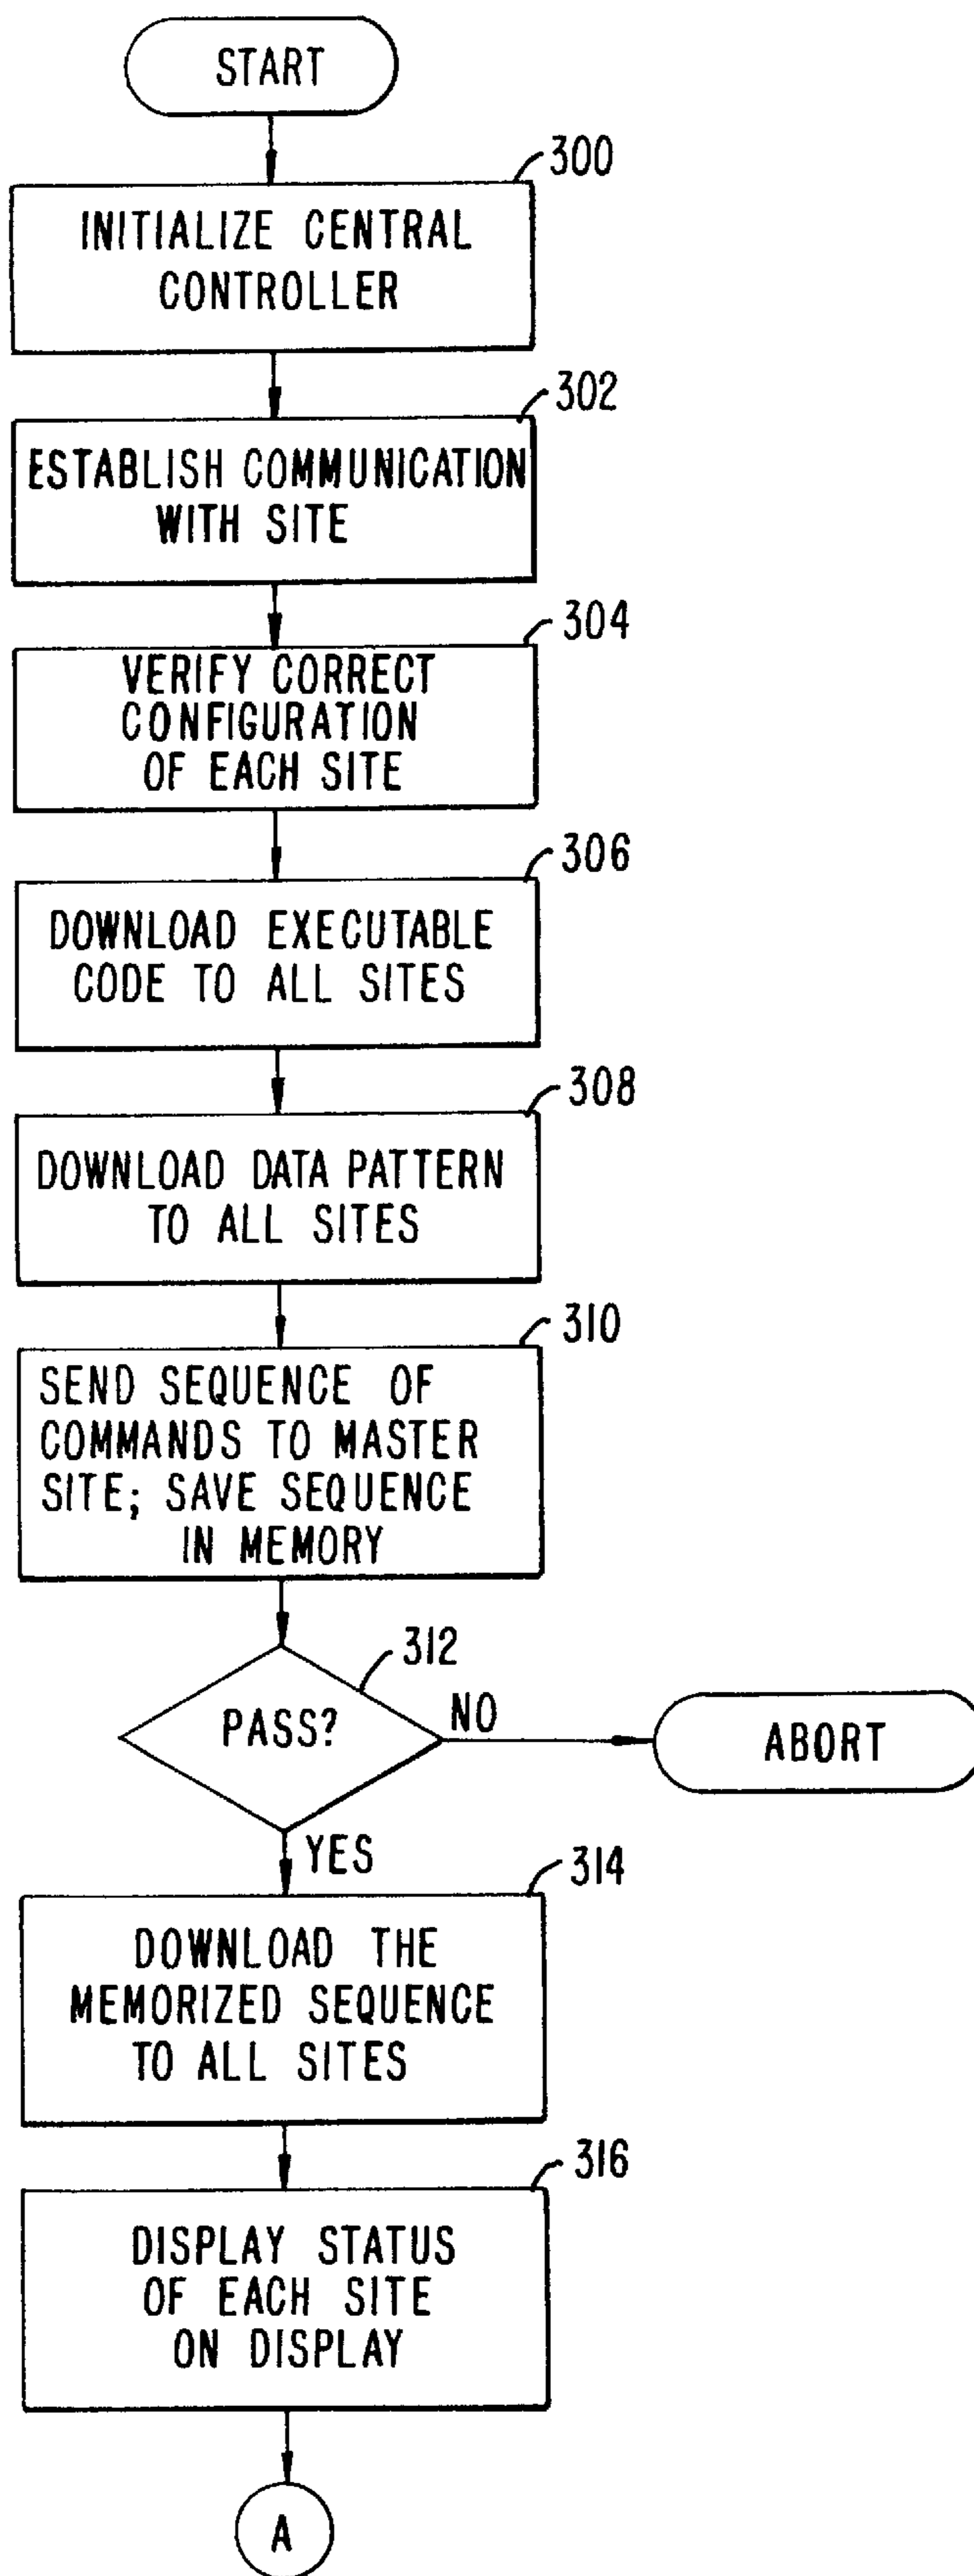 START
300
INITIALIZE CENTRAL
CONTROLLER
302
ESTABLISH COMMUNICATION
WITH SITE
304
VERIFY CORRECT
CONFIGURATION
OF EACH SITE
306
DOWNLOAD EXECUTABLE
CODE TO ALL SITES
308
DOWNLOAD DATA PATTERN
TO ALL SITES
310
SEND SEQUENCE OF
COMMANDS TO MASTER
SITE; SAVE SEQUENCE
IN MEMORY
312
PASS?
NO
ABORT
YES
314
DOWNLOAD THE
MEMORIZED SEQUENCE
TO ALL SITES
316
DISPLAY STATUS
OF EACH SITE
ON DISPLAY
A